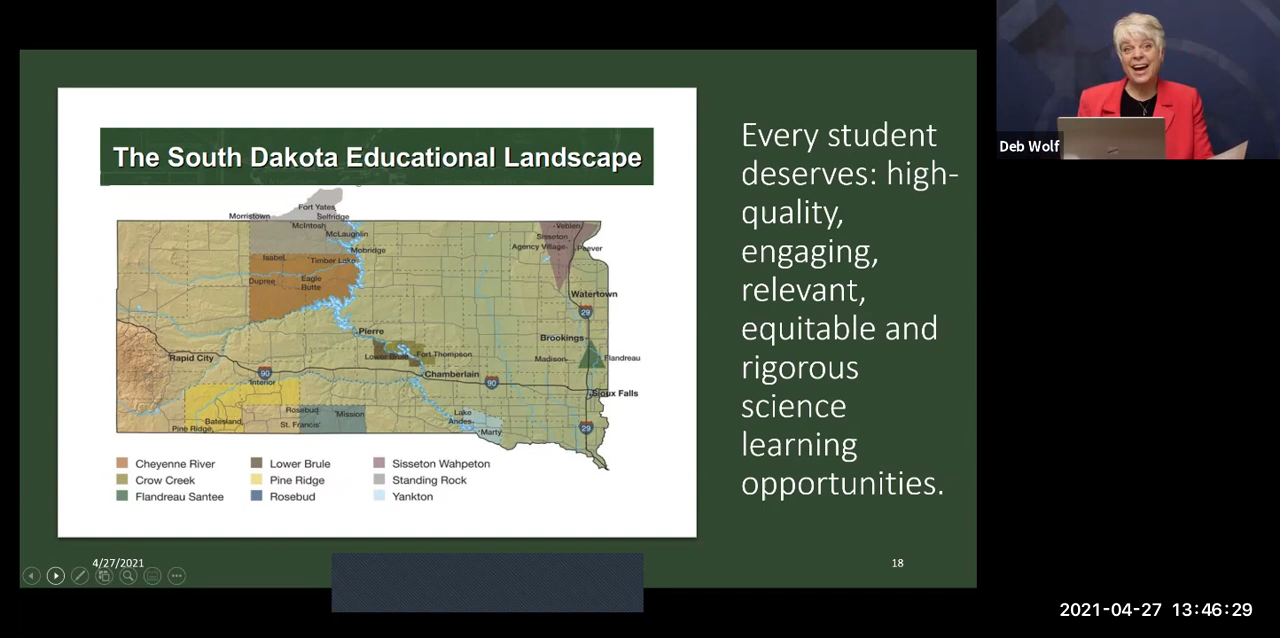 The South Dakota Educational Landscape
Fort Yates
Morristown
Selfridge
McIntosh
McLaughlin
Mobridge
Isabel
Timber Lake
Dupree
Eagle
Butte
Veblen
Sisseton
Agency Village
Peever
Watertown
29
Pierre
Brookings
Lower Brule
Fort Thompson
Madison
Flandreau
Rapid City
90
Chamberlain
90
Interior
Sioux Falls
Rosebud
Mission
Lake
Andes
Batesland
St. Francis
Pine Ridge
Marty
29
Cheyenne River
Lower Brule
Sisseton Wahpeton
Crow Creek
Pine Ridge
Standing Rock
Flandreau Santee
Rosebud
Yankton
Every student
deserves: high-
quality,
engaging,
relevant,
equitable and
rigorous
science
learning
opportunities.
4/27/2021
18
Deb Wolf
2021-04-27 13:46:29